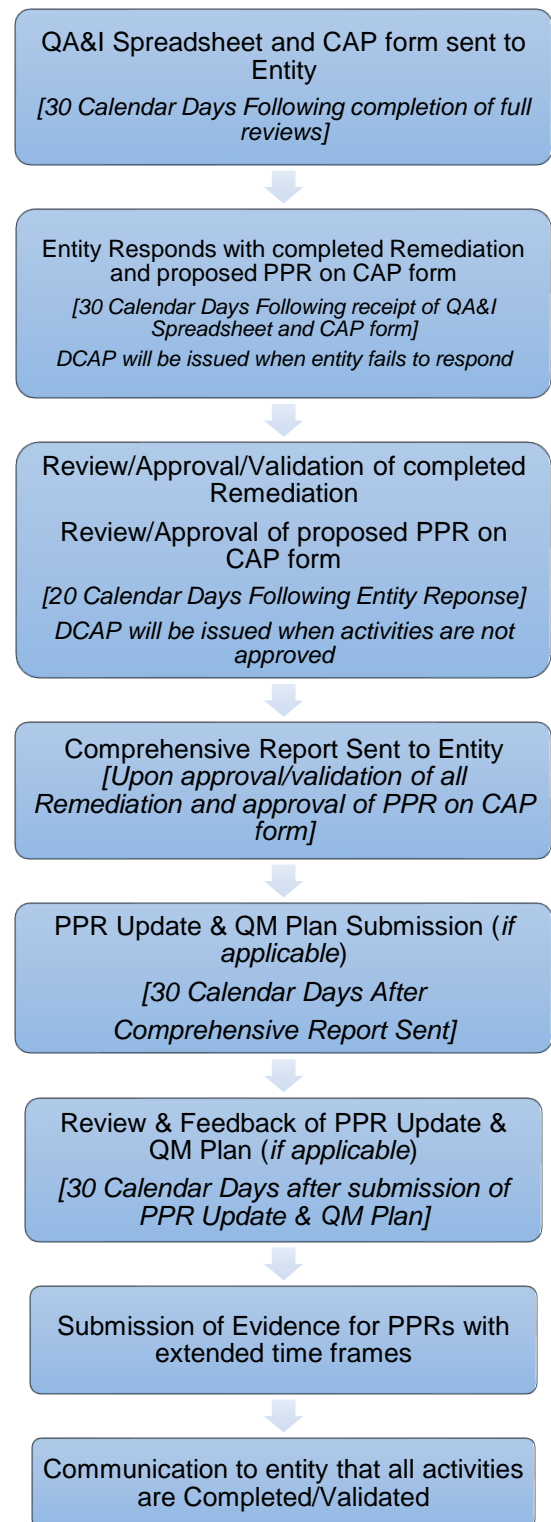 QA&I Spreadsheet and CAP form sent to
Entity
[30 Calendar Days Following completion of full
reviews]
Entity Responds with completed Remediation
and proposed PPR on CAP form
[30 Calendar Days Following receipt of QA&I
Spreadsheet and CAP form]
DCAP will be issued when entity fails to respond
Review/Approval/Validation of completed
Remediation
Review/Approval of proposed PPR on
CAP form
[20 Calendar Days Following Entity Reponse]
DCAP will be issued when activities are not
approved
Comprehensive Report Sent to Entity
[Upon approval/validation of all
Remediation and approval of PPR on CAP
form]
PPR Update & QM Plan Submission (if
applicable)
[30 Calendar Days After
Comprehensive Report Sent]
Review & Feedback of PPR Update &
QM Plan (if applicable)
[30 Calendar Days after submission of
PPR Update & QM Plan]
Submission of Evidence for PPRs with
extended time frames
Communication to entity that all activities
are Completed/Validated